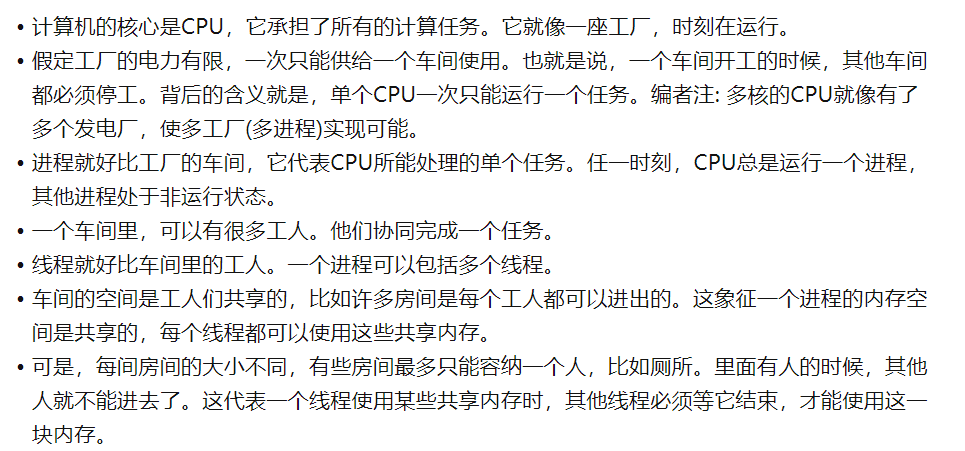 • 计算机的核心是CPU，它承担了所有的计算任务。它就像一座工厂，时刻在运行。
• 假定工厂的电力有限，一次只能供给一个车间使用。也就是说，一个车间开工的时候，其他车间
都必须停工。背后的含义就是，单个CPU一次只能运行一个任务。编者注: 多核的CPU就像有了
多个发电厂，使多工厂(多进程)实现可能。
• 进程就好比工厂的车间，它代表CPU所能处理的单个任务。任一时刻，CPU总是运行一个进程，
其他进程处于非运行状态。
• 一个车间里，可以有很多工人。他们协同完成一个任务。
• 线程就好比车间里的工人。一个进程可以包括多个线程。
• 车间的空间是工人们共享的，比如许多房间是每个工人都可以进出的。这象征一个进程的内存空
间是共享的，每个线程都可以使用这些共享内存。
• 可是，每间房间的大小不同，有些房间最多只能容纳一个人，比如厕所。里面有人的时候，其他
人就不能进去了。这代表一个线程使用某些共享内存时，其他线程必须等它结束，才能使用这一
块内存。